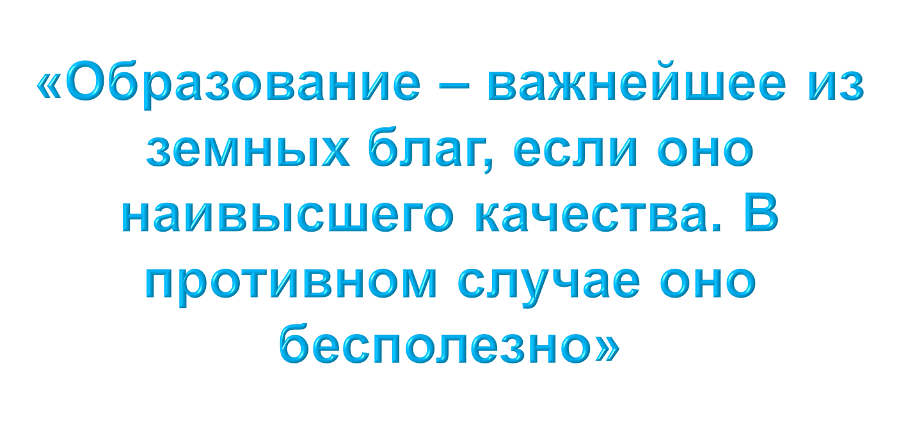 «Образование – важнейшее из
земных благ, если оно
наивысшего качества. В
противном случае оно
бесполезно»